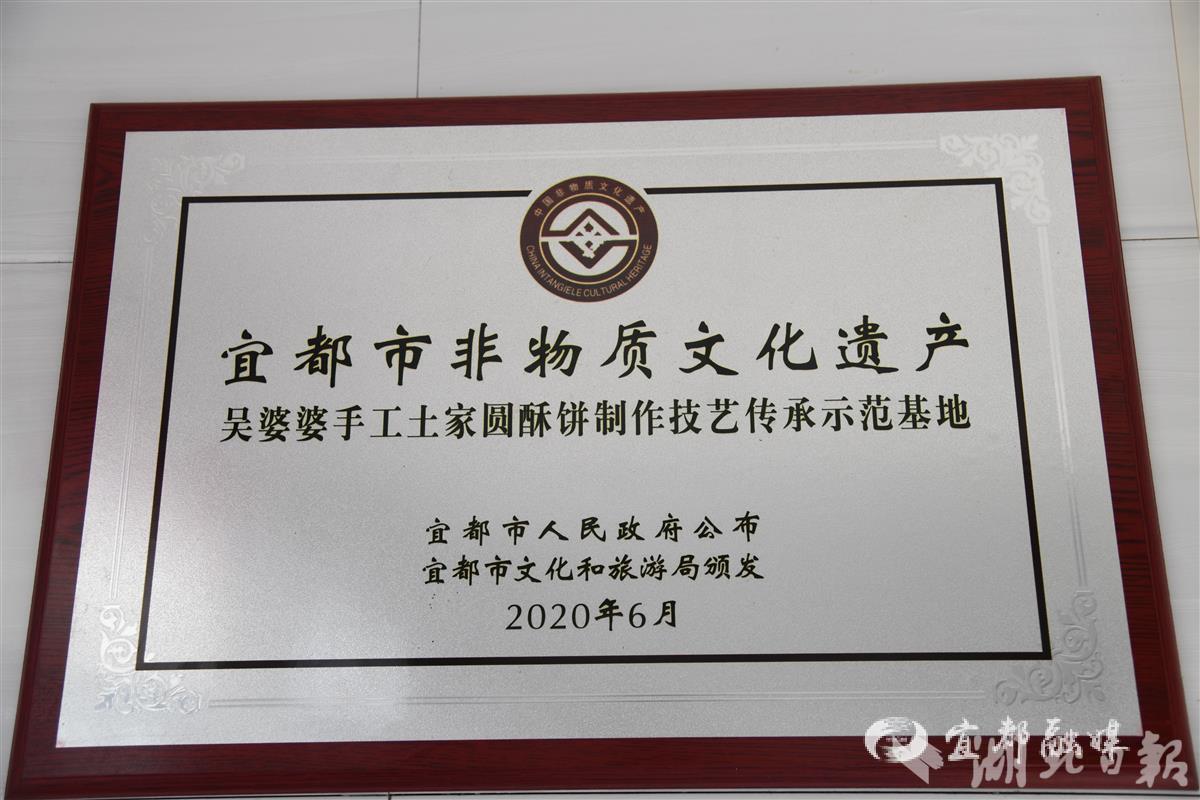 中国非物质文化遗产
CHINA INTANGIELE CULTURAL HERITAGE
宜都市非物质文化遗产
吴婆婆手工土家圆酥饼制作技艺传承示范基地
宜都市人民政府公布
宜都市文化和旅游局颁发
2020年6月
宜都融媒
湖北日报